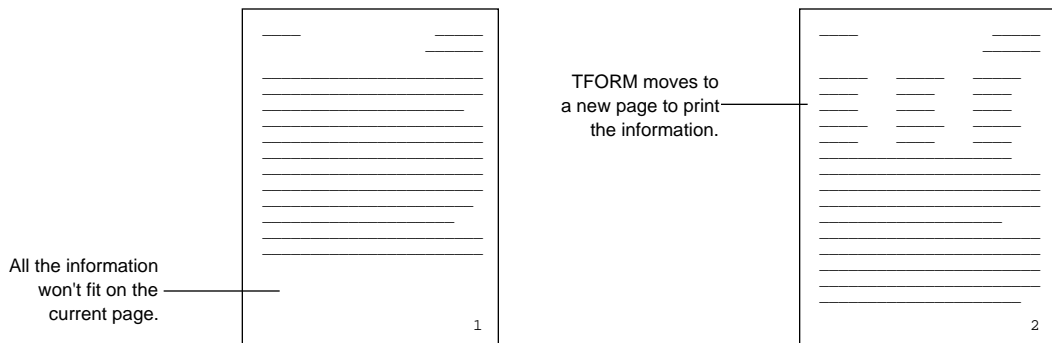 All the information
won't fit on the
current page.
1
TFORM moves to
a new page to print
the information.
2